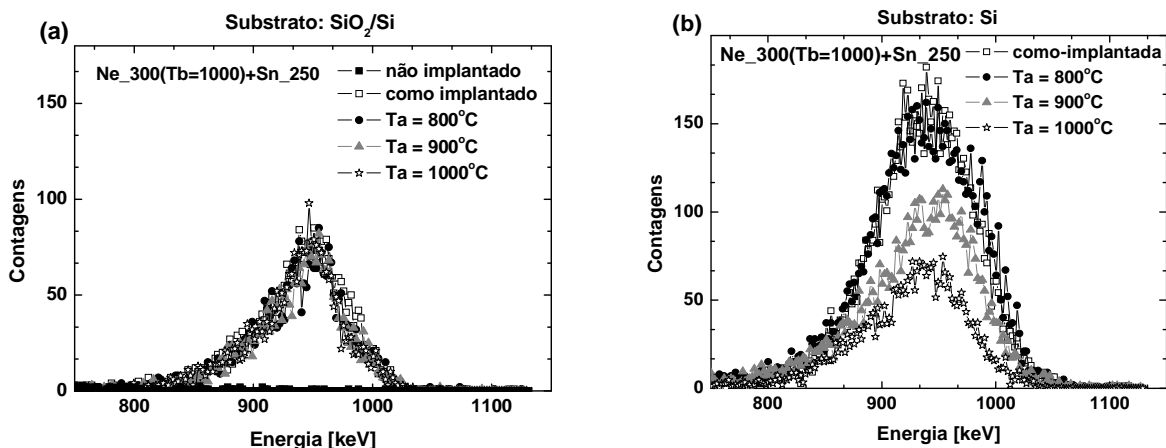 (a)
Substrato: SiO2/Si
Ne_300(Tb=1000)+Sn_250
não implantado
como implantado
Ta = 800°C
Ta = 900°C
Ta = 1000°C
Contagens
150
100
50
0
800
900
1000
1100
Energia [keV]
(b)
Substrato: Si
Ne_300(Tb=1000)+Sn_250
como-implantada
Ta = 800°C
Ta = 900°C
Ta = 1000°C
Contagens
150
100
50
0
800
900
1000
1100
Energia [keV]